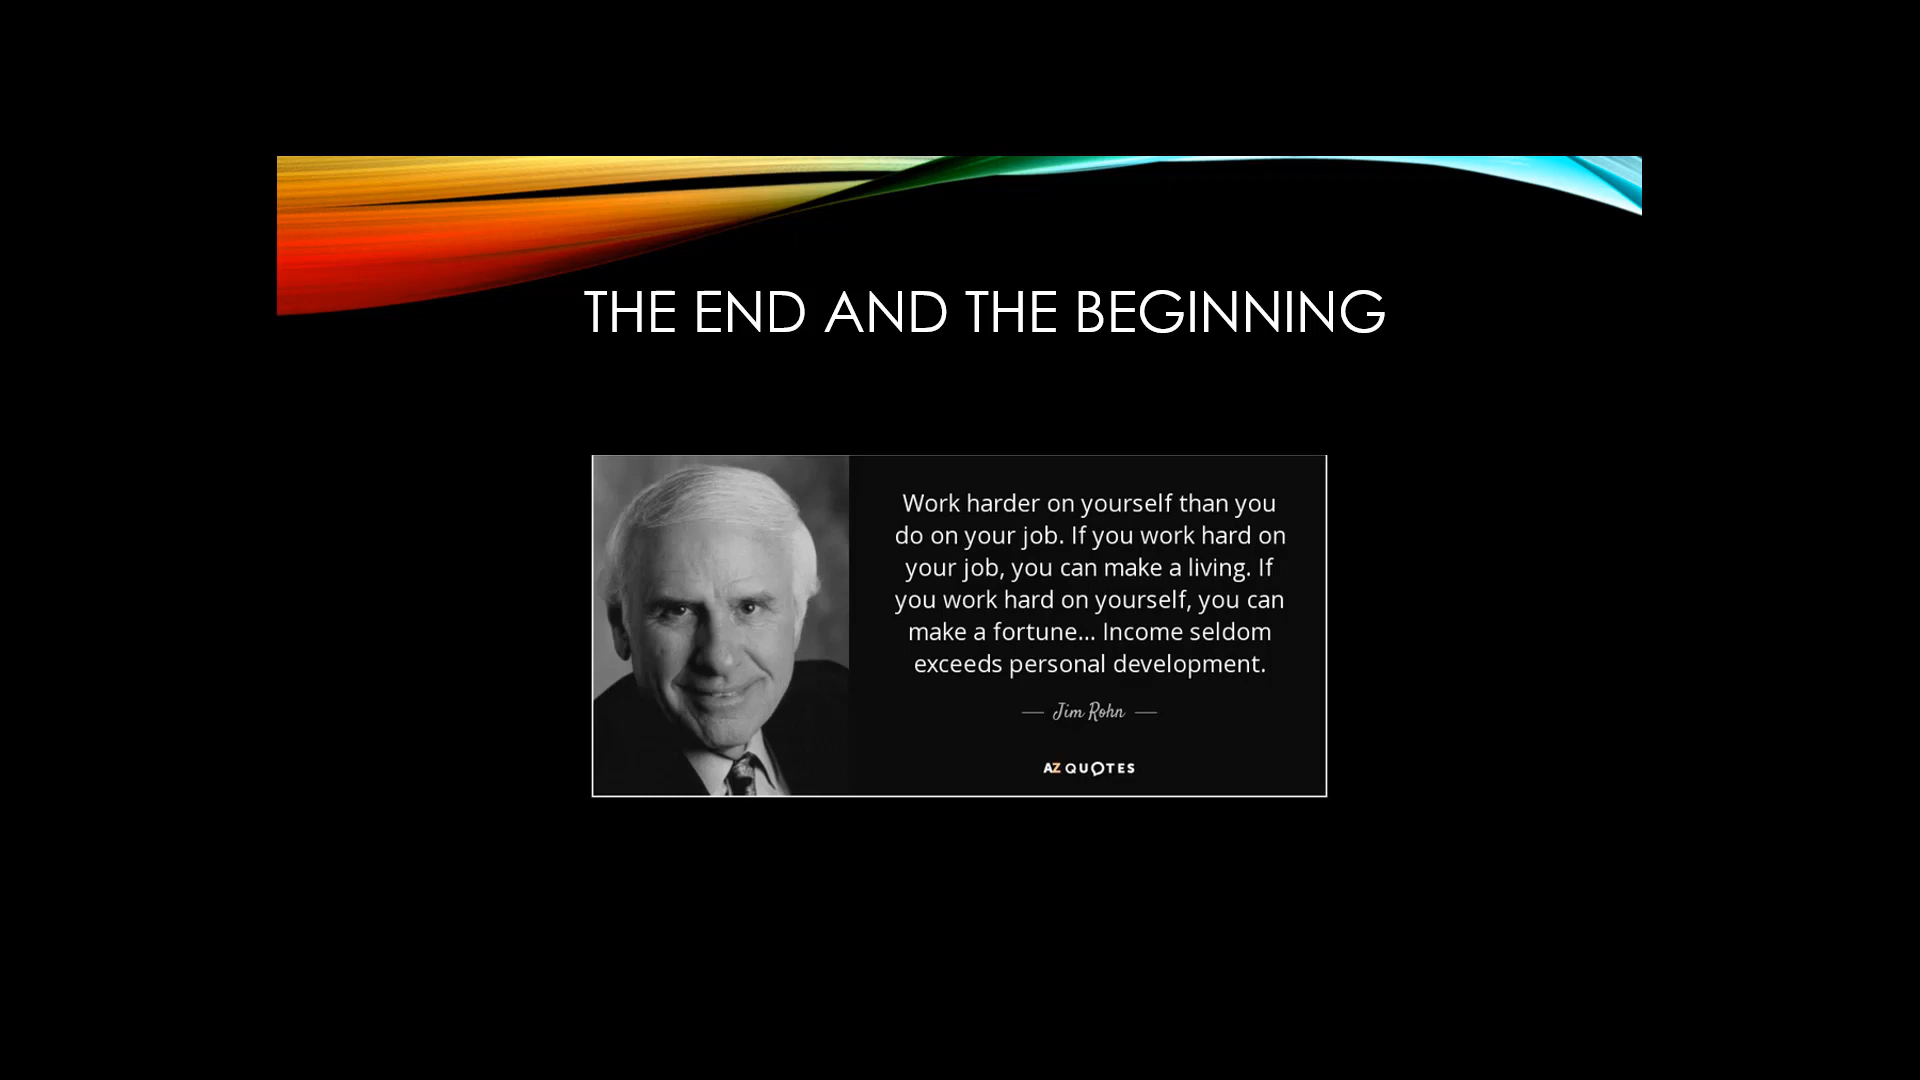 THE END AND THE BEGINNING
Work harder on yourself than you
do on your job. If you work hard on
your job, you can make a living. If
you work hard on yourself, you can
make a fortune... Income seldom
exceeds personal development.
— Jim Rohn —
AZ QUOTES